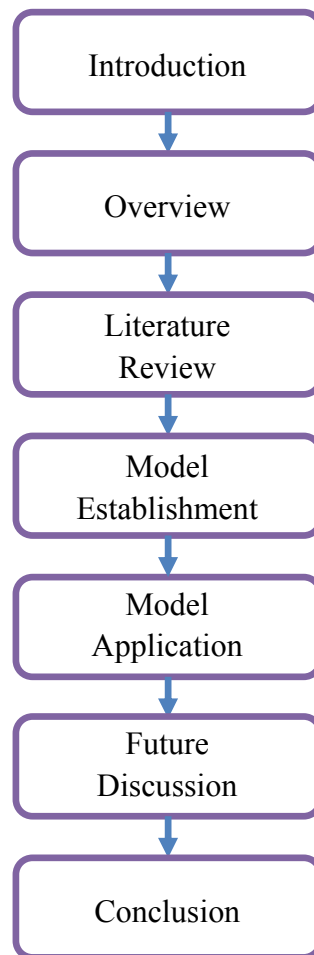 Introduction
Overview
Literature
Review
Model
Establishment
Model
Application
Future
Discussion
Conclusion